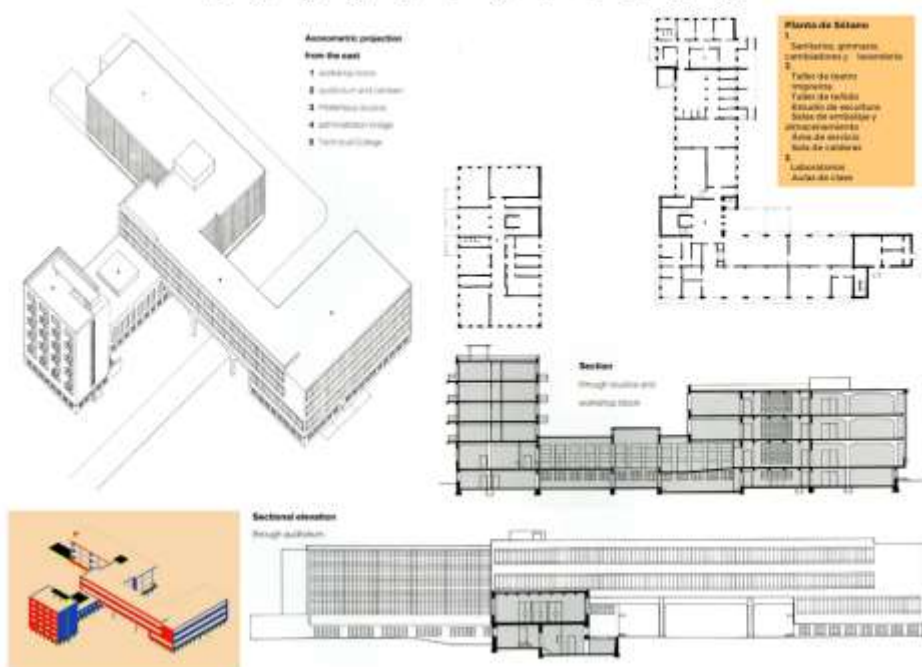 Axonometric projection
from the east
1 workshop block
2 auditorium and canteen
3 Prellerhaus studios
4 administration bridge
5 Technical College
Planta de Sótano
1.
Sanitarios, gimnasio,
cambiadores y lavandería
2.
Taller de teatro
Imprenta
Taller de teñido
Estudio de escultura
Salas de embalaje y
almacenamiento
Área de servicio
Sala de calderas
3.
Laboratorios
Aulas de clase
Section
through studios and
workshop block
Sectional elevation
through auditorium